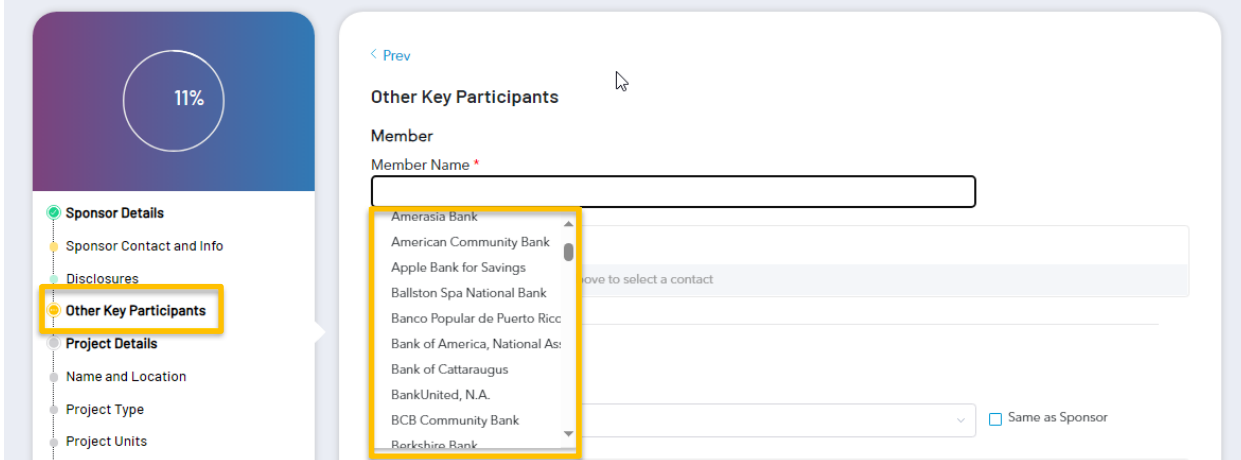 11%
Sponsor Details
Sponsor Contact and Info
Disclosures
Other Key Participants
Project Details
Name and Location
Project Type
Project Units
< Prev
Other Key Participants
Member
Member Name *
Amerasia Bank
American Community Bank
Apple Bank for Savings
Ballston Spa National Bank
Banco Popular de Puerto Ricc
Bank of America, National Ass
Bank of Cattaraugus
BankUnited, N.A.
BCB Community Bank
Berkshire Bank
to select a contact
Same as Sponsor